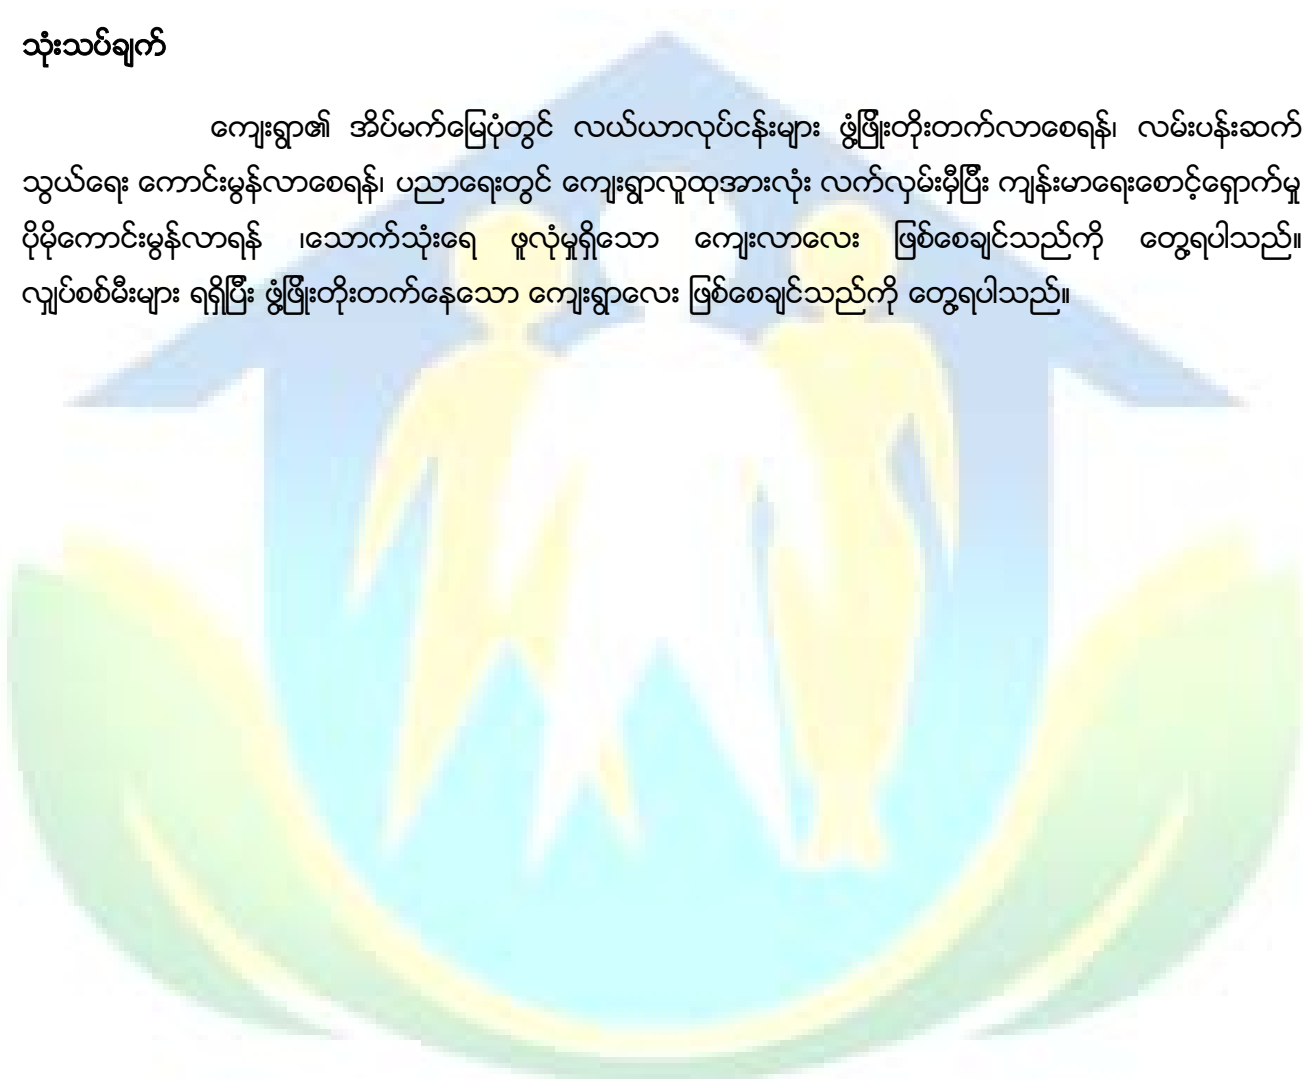 သုံးသပ်ချက်
ကျေးရွာ၏ အိပ်မက်မြေပုံတွင် လယ်ယာလုပ်ငန်းများ ဖွံ့ဖြိုးတိုးတက်လာစေရန်၊ လမ်းပန်းဆက်
သွယ်ရေး ကောင်းမွန်လာစေရန်၊ ပညာရေးတွင် ကျေးရွာလူထုအားလုံး လက်လှမ်းမှီပြီး ကျန်းမာရေးစောင့်ရှောက်မှု
ပိုမိုကောင်းမွန်လာရန် ၊သောက်သုံးရေ ဖူလုံမှုရှိသော ကျေးလာလေး ဖြစ်စေချင်သည်ကို တွေ့ရပါသည်။
လျှပ်စစ်မီးများ ရရှိပြီး ဖွံ့ဖြိုးတိုးတက်နေသော ကျေးရွာလေး ဖြစ်စေချင်သည်ကို တွေ့ရပါသည်။